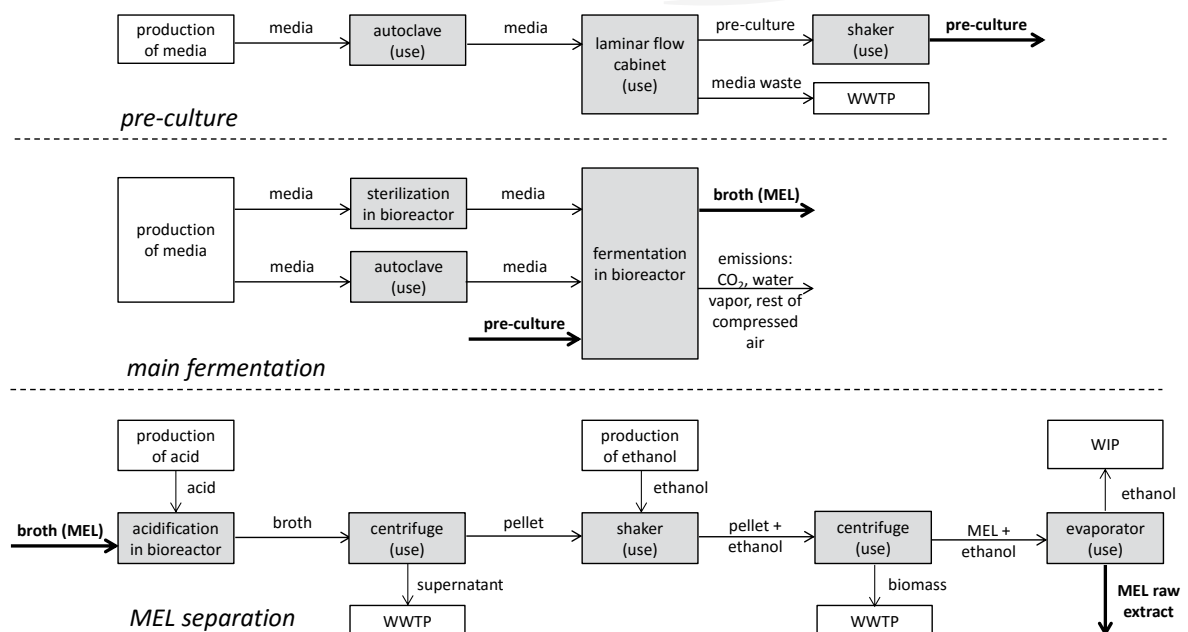 production
of media
media
autoclave
(use)
media
laminar flow
cabinet
(use)
pre-culture
shaker
(use)
pre-culture
media waste
WWTP
pre-culture
production
of media
media
sterilization
in bioreactor
media
media
autoclave
(use)
media
pre-culture
fermentation
in bioreactor
broth (MEL)
emissions:
CO₂, water
vapor, rest of
compressed
air
main fermentation
production
of acid
acid
broth (MEL)
acidification
in bioreactor
broth
centrifuge
(use)
supernatant
WWTP
pellet
production
of ethanol
ethanol
shaker
(use)
pellet +
ethanol
centrifuge
(use)
biomass
WWTP
MEL +
ethanol
WIP
ethanol
evaporator
(use)
MEL raw
extract
MEL separation